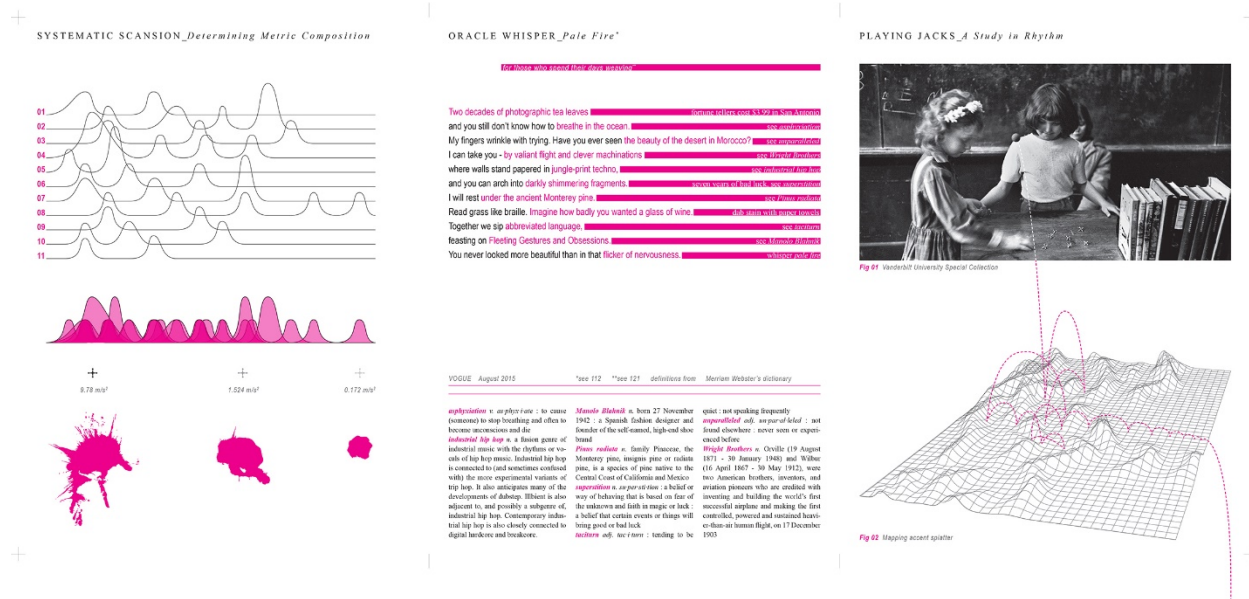 SYSTEMATIC SCANSION_Determining Metric Composition
01
02
03
04
05
06
07
08
09
10
11
9.78 m/s²
1.524 m/s²
0.172 m/s²
ORACLE WHISPER_Pale Fire*
for those who spend their days weaving**
Two decades of photographic tea leaves fortune tellers cost $3.99 in San Antonio
and you still don't know how to breathe in the ocean. see asphyxiation
My fingers wrinkle with trying. Have you ever seen the beauty of the desert in Morocco? see unparalleled
I can take you - by valiant flight and clever machinations see Wright Brothers
where walls stand papered in jungle-print techno, see industrial hip hop
and you can arch into darkly shimmering fragments. seven years of bad luck, see superstition
I will rest under the ancient Monterey pine. see Pinus radiata
Read grass like braille. Imagine how badly you wanted a glass of wine. dab stain with paper towels
Together we sip abbreviated language, see taciturn
feasting on Fleeting Gestures and Obsessions. see Manolo Blahnik
You never looked more beautiful than in that flicker of nervousness. whisper pale fire
VOGUE August 2015 *see 112 **see 121 definitions from Merriam Webster's dictionary
asphyxiation v. as·phyx·i·ate : to cause
(someone) to stop breathing and often to
become unconscious and die
industrial hip hop n. a fusion genre of
industrial music with the rhythms or vo-
cals of hip hop music. Industrial hip hop
is connected to (and sometimes confused
with) the more experimental variants of
trip hop. It also anticipates many of the
developments of dubstep. Illbient is also
adjacent to, and possibly a subgenre of,
industrial hip hop. Contemporary indus-
trial hip hop is also closely connected to
digital hardcore and breakcore.
Manolo Blahnik n. born 27 November
1942 : a Spanish fashion designer and
founder of the self-named, high-end shoe
brand
Pinus radiata n. family Pinaceae, the
Monterey pine, insignis pine or radiata
pine, is a species of pine native to the
Central Coast of California and Mexico
superstition n. su·per·sti·tion : a belief or
way of behaving that is based on fear of
the unknown and faith in magic or luck :
a belief that certain events or things will
bring good or bad luck
taciturn adj. tac·i·turn : tending to be
quiet : not speaking frequently
unparalleled adj. un·par·al·leled : not
found elsewhere : never seen or experi-
enced before
Wright Brothers n. Orville (19 August
1871 - 30 January 1948) and Wilbur
(16 April 1867 - 30 May 1912), were
two American brothers, inventors, and
aviation pioneers who are credited with
inventing and building the world's first
successful airplane and making the first
controlled, powered and sustained heavi-
er-than-air human flight, on 17 December
1903
PLAYING JACKS_A Study in Rhythm
Fig 01 Vanderbilt University Special Collection
Fig 02 Mapping accent splatter